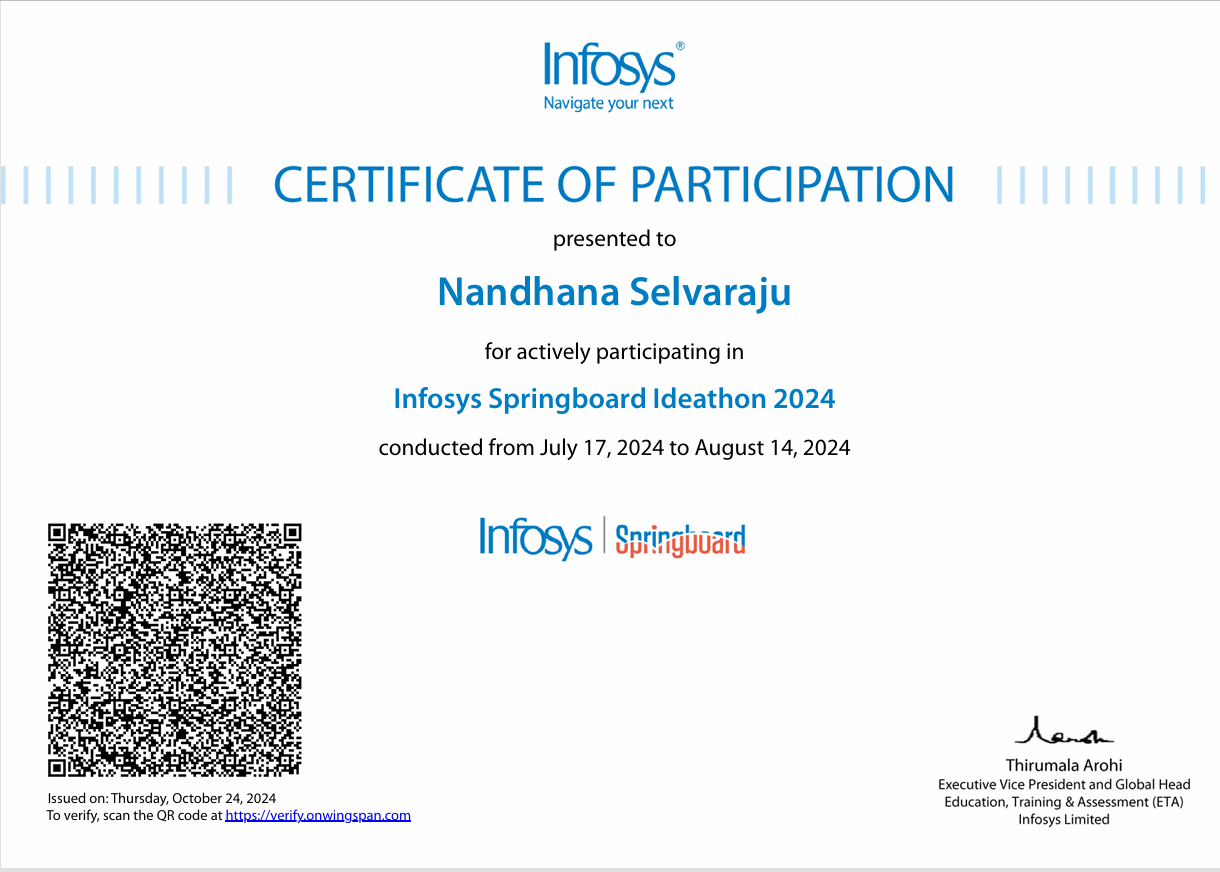 Infosys®
Navigate your next
CERTIFICATE OF PARTICIPATION
presented to
Nandhana Selvaraju
for actively participating in
Infosys Springboard Ideathon 2024
conducted from July 17, 2024 to August 14, 2024
Infosys | Springboard
Issued on: Thursday, October 24, 2024
To verify, scan the QR code at https://verify.onwingspan.com
Thirumala Arohi
Executive Vice President and Global Head
Education, Training & Assessment (ETA)
Infosys Limited